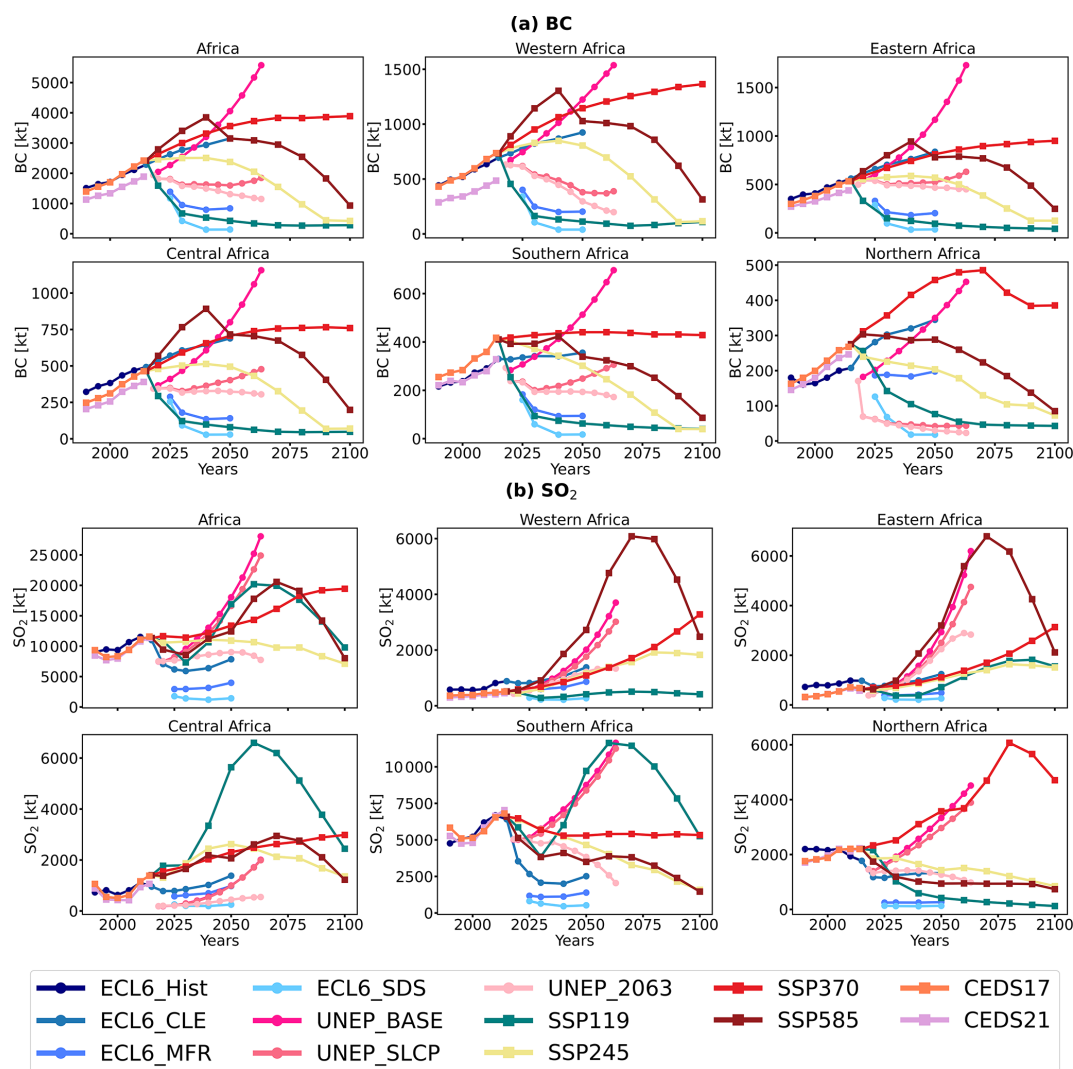 (a) BC
Africa
Western Africa
Eastern Africa
BC [kt]
5000
4000
3000
2000
1000
0
BC [kt]
1500
1000
500
0
BC [kt]
1500
1000
500
0
Central Africa
Southern Africa
Northern Africa
BC [kt]
1000
750
500
250
0
BC [kt]
600
400
200
0
BC [kt]
500
400
300
200
100
0
2000 2025 2050 2075 2100
2000 2025 2050 2075 2100
2000 2025 2050 2075 2100
Years
Years
Years
(b) SO₂
Africa
Western Africa
Eastern Africa
SO₂ [kt]
25000
20000
15000
10000
5000
0
SO₂ [kt]
6000
4000
2000
0
SO₂ [kt]
6000
4000
2000
0
Central Africa
Southern Africa
Northern Africa
SO₂ [kt]
6000
4000
2000
0
SO₂ [kt]
10000
7500
5000
2500
0
SO₂ [kt]
6000
4000
2000
0
2000 2025 2050 2075 2100
2000 2025 2050 2075 2100
2000 2025 2050 2075 2100
Years
Years
Years
ECL6_Hist ECL6_SDS UNEP_2063 SSP370 CEDS17
ECL6_CLE UNEP_BASE SSP119 SSP585 CEDS21
ECL6_MFR UNEP_SLCP SSP245